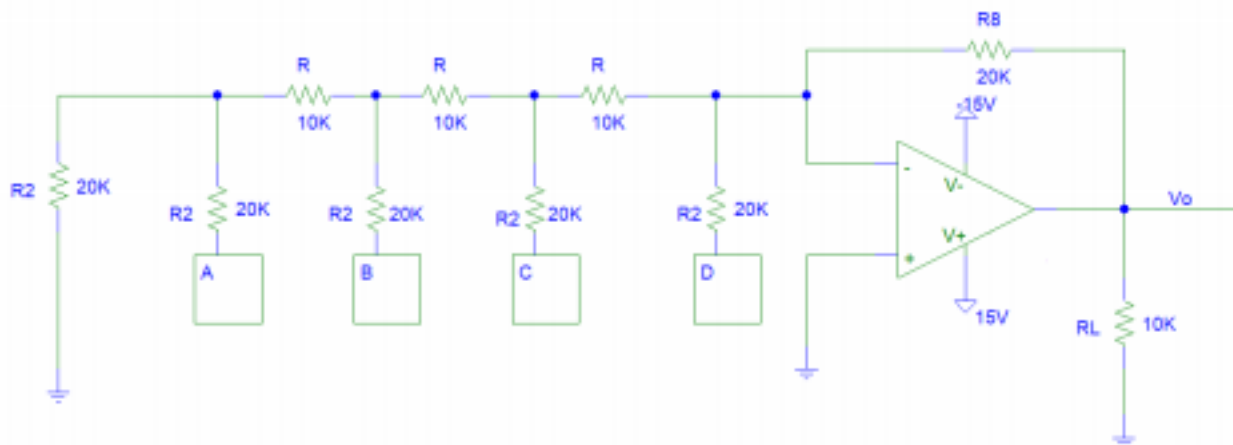 R8
20K
R R R
10K 10K 10K
-15V
R2 20K
R2 20K
R2 20K
R2 20K
R2 20K
A B C D
-
V-
V+
+
15V
Vo
RL 10K